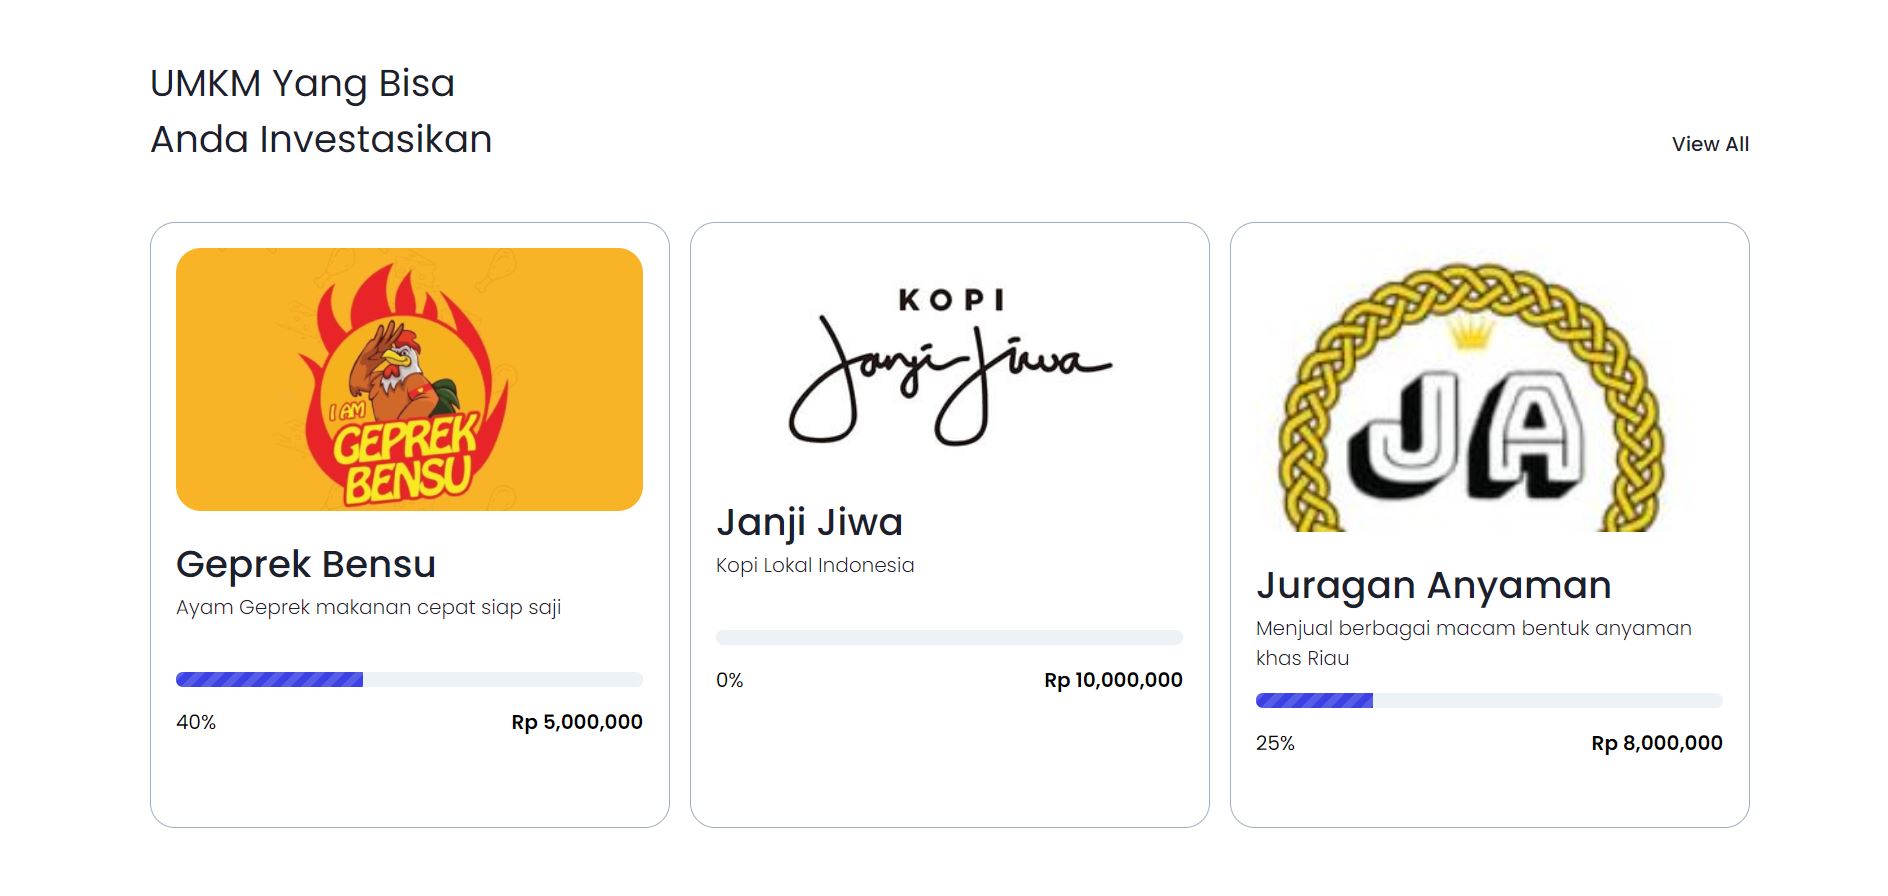 UMKM Yang Bisa
Anda Investasikan
View All
I AM
GEPREK
BENSU
Geprek Bensu
Ayam Geprek makanan cepat siap saji
40%
Rp 5,000,000
KOPI
Janji Jiwa
Janji Jiwa
Kopi Lokal Indonesia
0%
Rp 10,000,000
JA
Juragan Anyaman
Menjual berbagai macam bentuk anyaman
khas Riau
25%
Rp 8,000,000